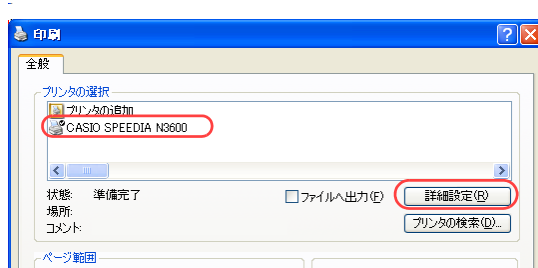 印刷
?
全般
プリンタの選択
プリンタの追加
CASIO SPEEDIA N3600
状態: 準備完了
ファイルへ出力(F)
詳細設定(R)
場所:
コメント:
プリンタの検索(D)...
ページ範囲